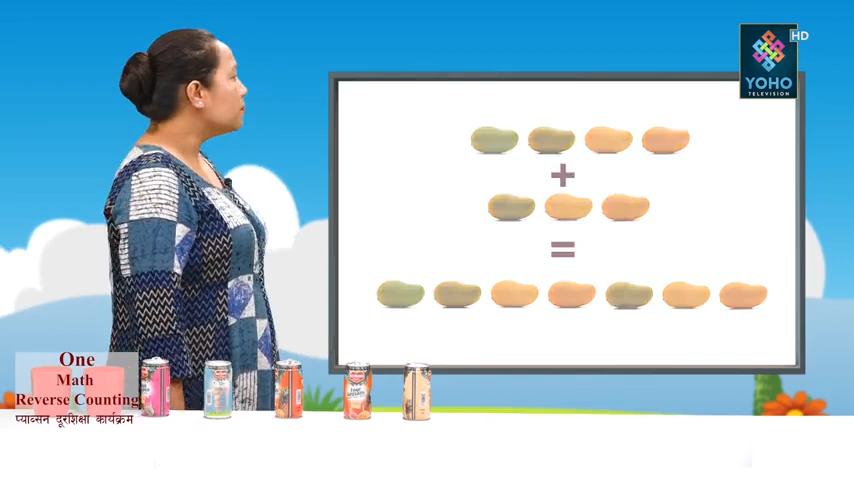 HD
YOHO
TELEVISION
+
=
One
Math
Reverse Counting
प्याब्सन दूरशिक्षा कार्यक्रम